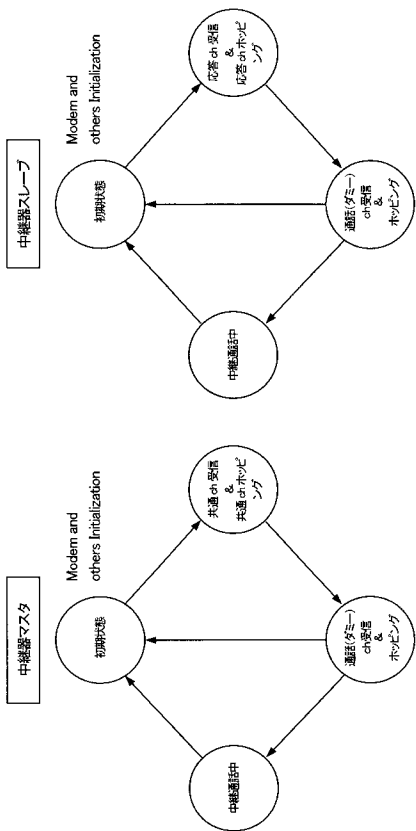 中継器マスタ
Modem and
others Initialization
初期状態
共通 ch 受信
&
共通 ch ホッピ
ング
通話(ダミー)
ch受信
&
ホッピング
中継通話中
中継器スレーブ
Modem and
others Initialization
初期状態
応答 ch 受信
&
応答 ch ホッピ
ング
通話(ダミー)
ch受信
&
ホッピング
中継通話中